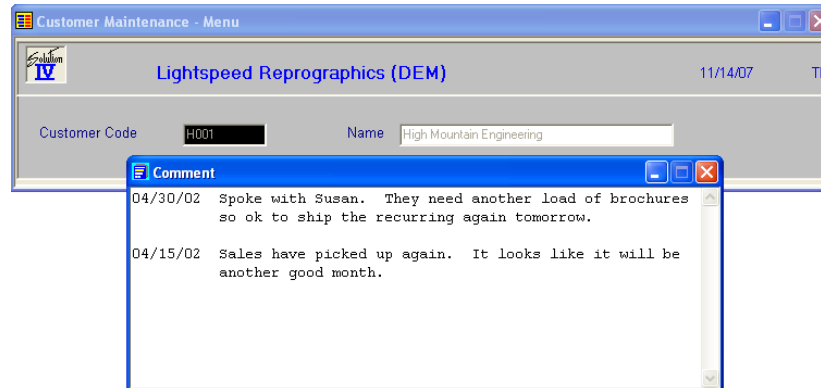 Customer Maintenance - Menu
Solution
IV
Lightspeed Reprographics (DEM)
11/14/07
Customer Code
H001
Name
High Mountain Engineering
Comment
04/30/02 Spoke with Susan. They need another load of brochures
so ok to ship the recurring again tomorrow.
04/15/02 Sales have picked up again. It looks like it will be
another good month.